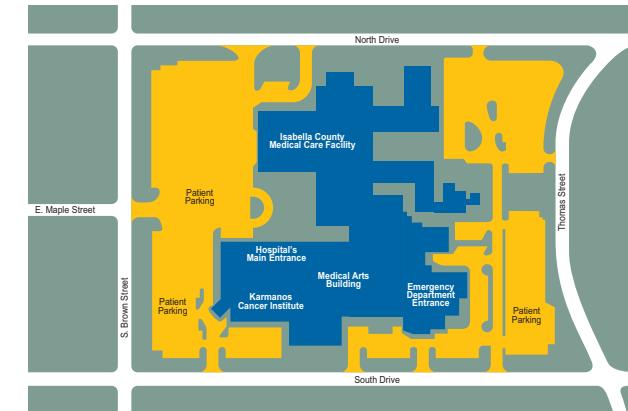 North Drive
Isabella County
Medical Care Facility
Patient
Parking
E. Maple Street
Thomas Street
Hospital's
Main Entrance
Medical Arts
Building
Emergency
Department
Entrance
Karmanos
Cancer Institute
Patient
Parking
Patient
Parking
S. Brown Street
South Drive